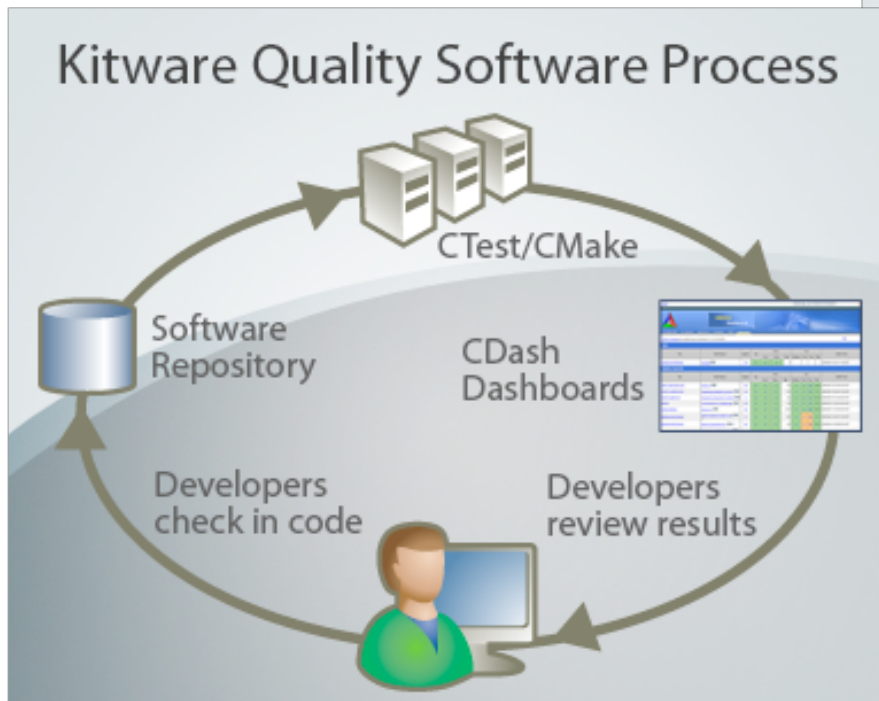 Kitware Quality Software Process
CTest/CMake
Software
Repository
CDash
Dashboards
Developers
check in code
Developers
review results